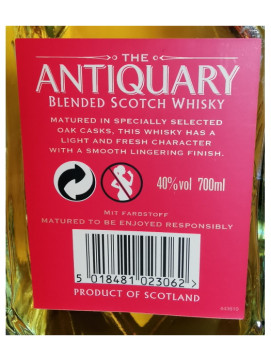 THE
ANTIQUARY
BLENDED SCOTCH WHISKY
MATURED IN SPECIALLY SELECTED
OAK CASKS, THIS WHISKY HAS A
LIGHT AND FRESH CHARACTER
WITH A SMOOTH LINGERING FINISH.
40%vol 700ml
MIT FARBSTOFF
MATURED TO BE ENJOYED RESPONSIBLY
5 018481 023062 >
PRODUCT OF SCOTLAND